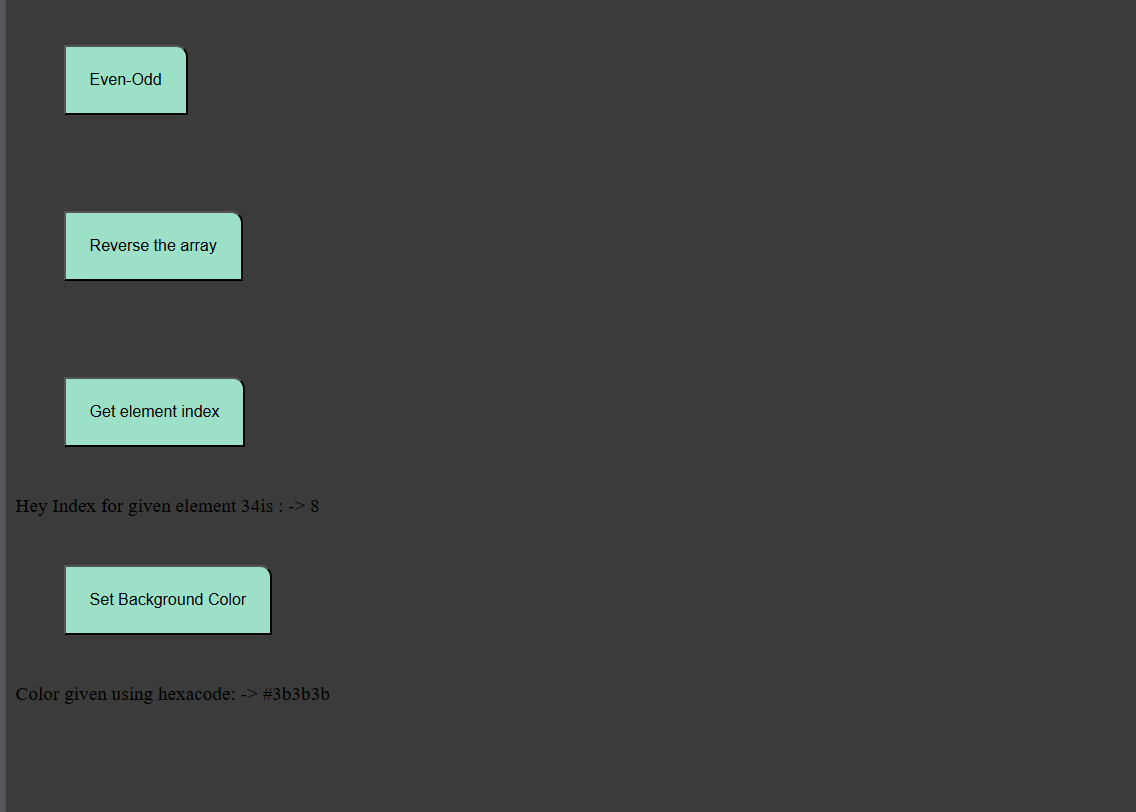 Even-Odd
Reverse the array
Get element index
Hey Index for given element 34is : -> 8
Set Background Color
Color given using hexacode: -> #3b3b3b